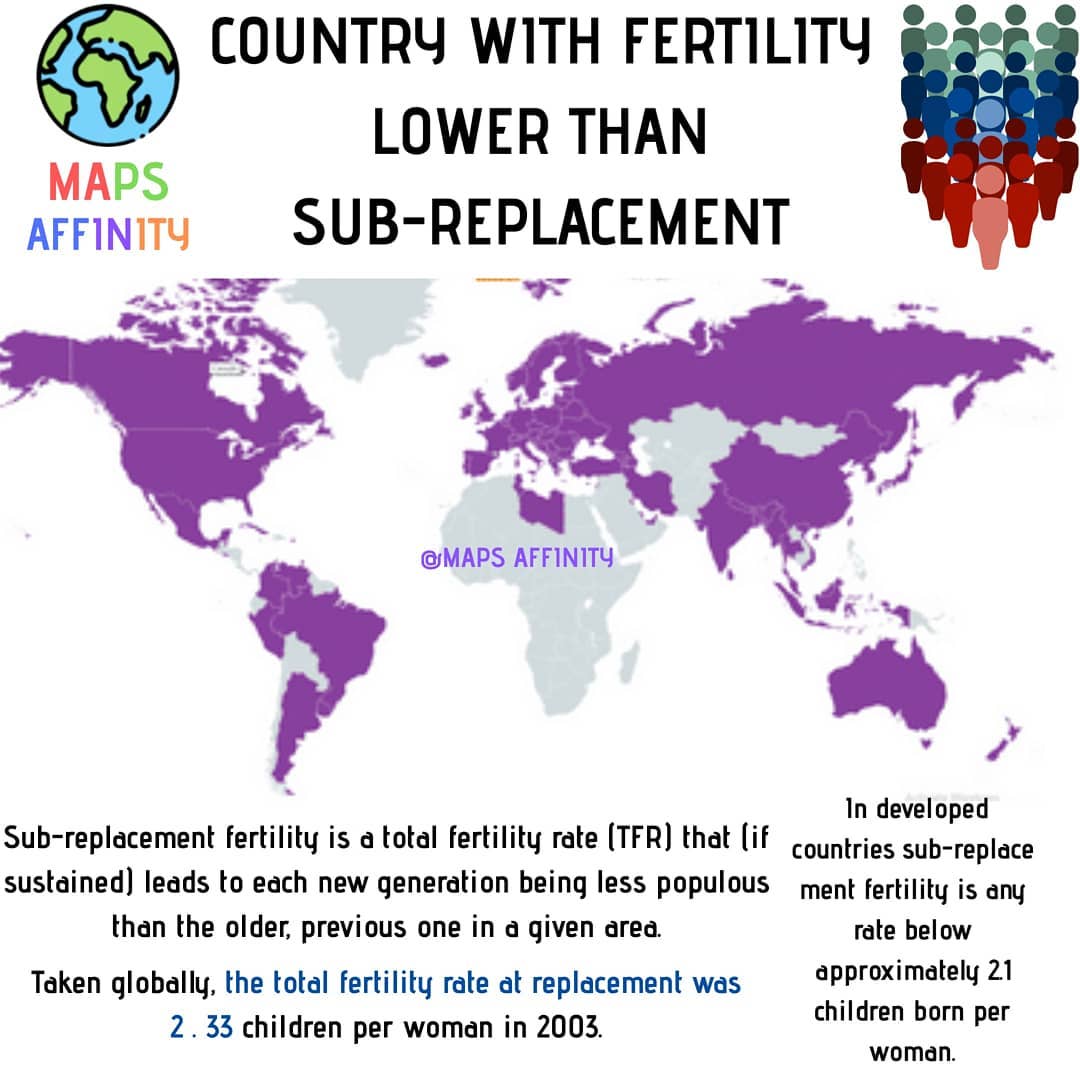 COUNTRY WITH FERTILITY
LOWER THAN
SUB-REPLACEMENT
MAPS
AFFINITY
@MAPS AFFINITY
Sub-replacement fertility is a total fertility rate (TFR) that (if
sustained) leads to each new generation being less populous
than the older, previous one in a given area.
Taken globally, the total fertility rate at replacement was
2 . 33 children per woman in 2003.
In developed
countries sub-replace
ment fertility is any
rate below
approximately 2.1
children born per
woman.